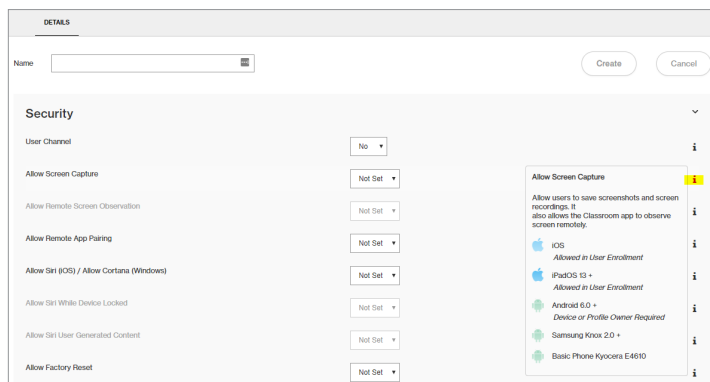 DETAILS
Name
Create
Cancel
Security
User Channel
No
i
Allow Screen Capture
Not Set
Allow Screen Capture
i
Allow users to save screenshots and screen
recordings. It
also allows the Classroom app to observe
screen remotely.
Allow Remote Screen Observation
Not Set
i
Allow Remote App Pairing
Not Set
iOS
i
Allowed in User Enrollment
Allow Siri (iOS) / Allow Cortana (Windows)
Not Set
iPadOS 13 +
i
Allowed in User Enrollment
Allow Siri While Device Locked
Not Set
Android 6.0 +
i
Device or Profile Owner Required
Allow Siri User Generated Content
Not Set
Samsung Knox 2.0 +
i
Basic Phone Kyocera E4610
Allow Factory Reset
Not Set
i